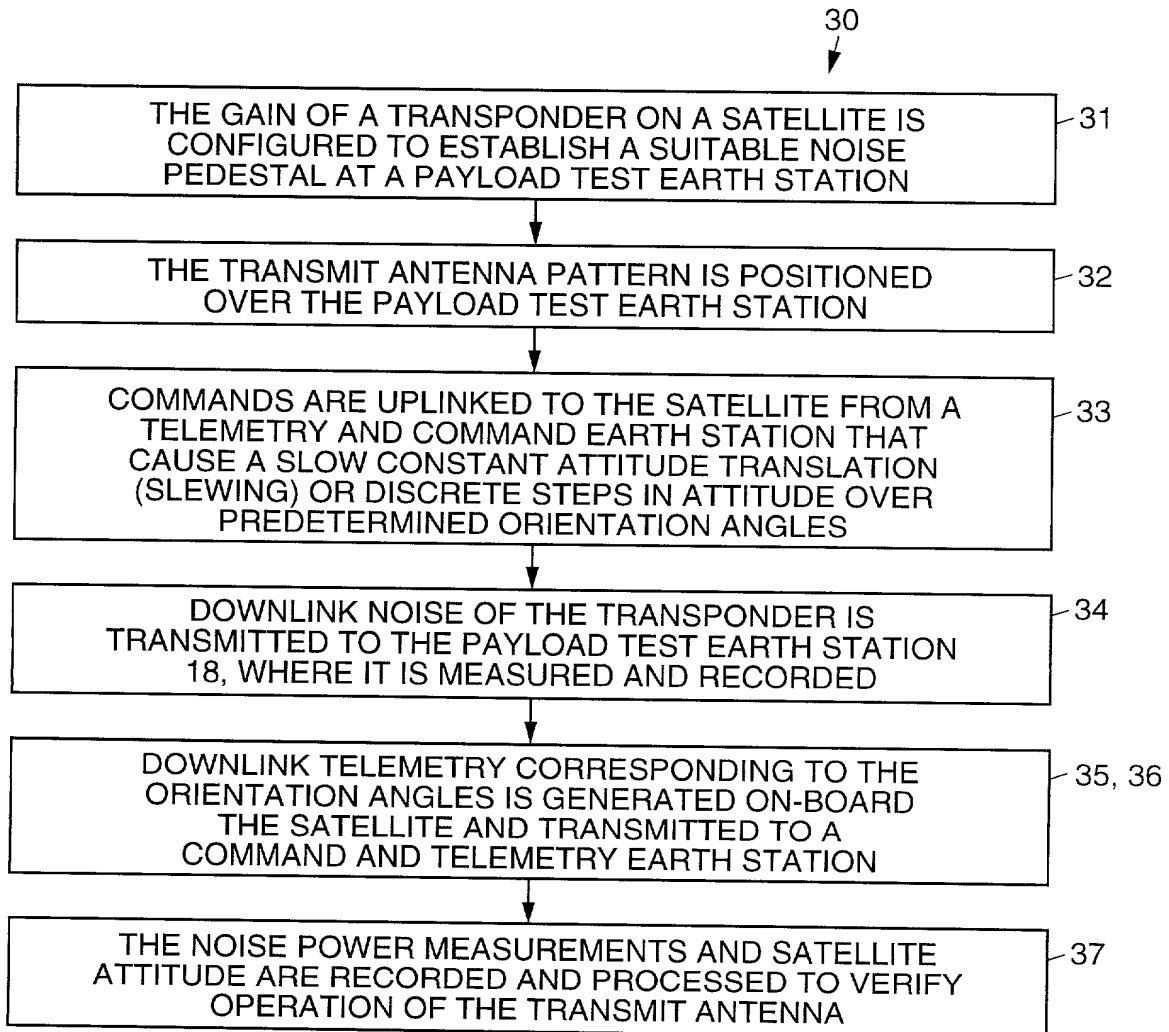 30
THE GAIN OF A TRANSPONDER ON A SATELLITE IS
CONFIGURED TO ESTABLISH A SUITABLE NOISE
PEDESTAL AT A PAYLOAD TEST EARTH STATION
31
THE TRANSMIT ANTENNA PATTERN IS POSITIONED
OVER THE PAYLOAD TEST EARTH STATION
32
COMMANDS ARE UPLINKED TO THE SATELLITE FROM A
TELEMETRY AND COMMAND EARTH STATION THAT
CAUSE A SLOW CONSTANT ATTITUDE TRANSLATION
(SLEWING) OR DISCRETE STEPS IN ATTITUDE OVER
PREDETERMINED ORIENTATION ANGLES
33
DOWNLINK NOISE OF THE TRANSPONDER IS
TRANSMITTED TO THE PAYLOAD TEST EARTH STATION
18, WHERE IT IS MEASURED AND RECORDED
34
DOWNLINK TELEMETRY CORRESPONDING TO THE
ORIENTATION ANGLES IS GENERATED ON-BOARD
THE SATELLITE AND TRANSMITTED TO A
COMMAND AND TELEMETRY EARTH STATION
35, 36
THE NOISE POWER MEASUREMENTS AND SATELLITE
ATTITUDE ARE RECORDED AND PROCESSED TO VERIFY
OPERATION OF THE TRANSMIT ANTENNA
37